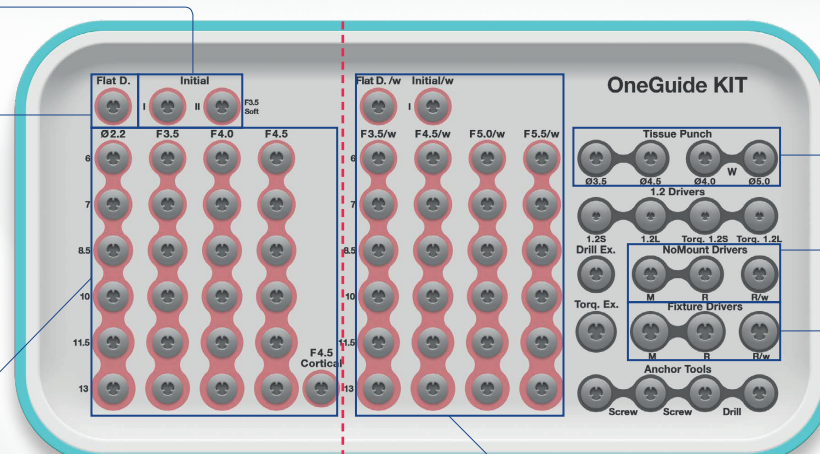 Flat D. Initial
I II F3.5 Soft
Ø2.2 F3.5 F4.0 F4.5
6
7
8.5
10
11.5
13
F4.5
Cortical
Flat D. /w Initial/w
I
F3.5/w F4.5/w F5.0/w F5.5/w
6
7
8.5
10
11.5
13
OneGuide KIT
Tissue Punch
W
Ø3.5 Ø4.5 Ø4.0 Ø5.0
1.2 Drivers
1.2S 1.2L Torq. 1.2S Torq. 1.2L
Drill Ex. NoMount Drivers
M R R/w
Torq. Ex. Fixture Drivers
M R R/w
Anchor Tools
Screw Screw Drill